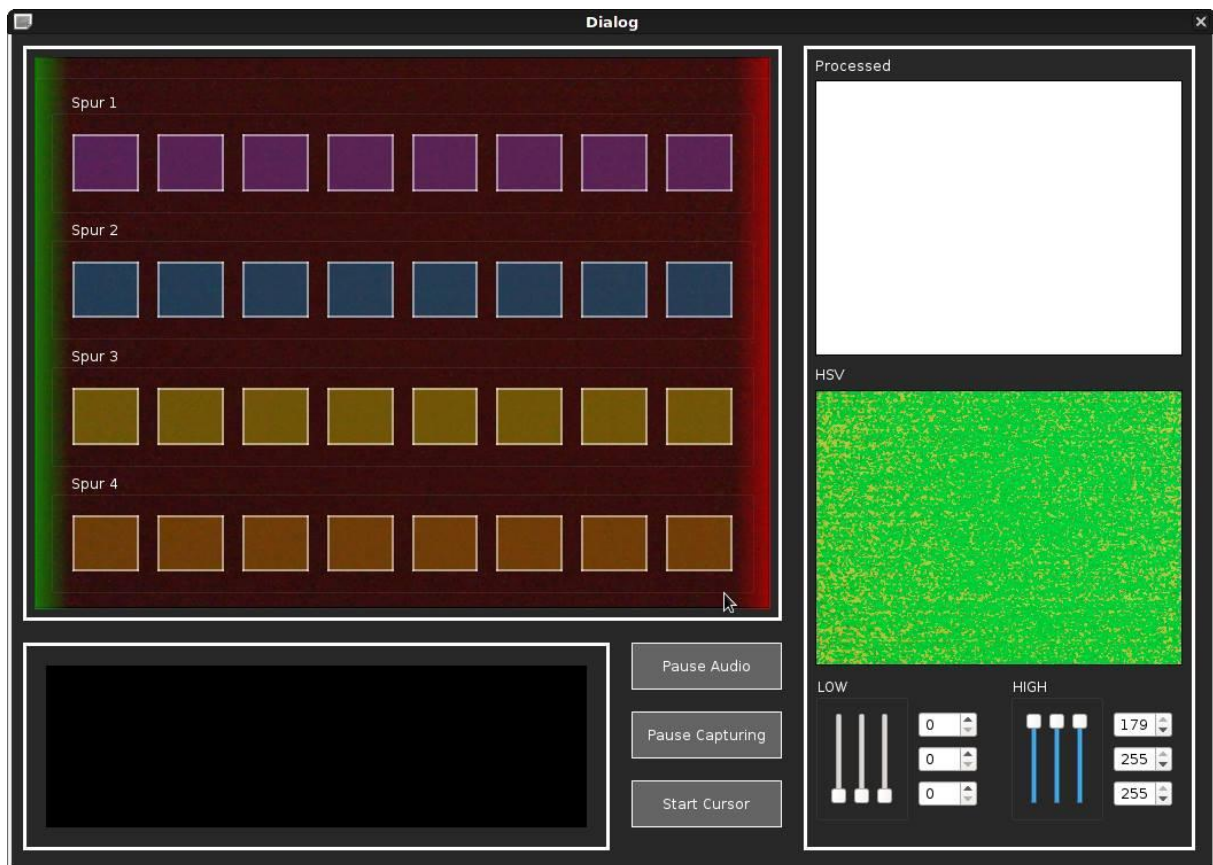 Dialog
Spur 1
Spur 2
Spur 3
Spur 4
Pause Audio
Pause Capturing
Start Cursor
Processed
HSV
LOW
HIGH
0
0
0
179
255
255